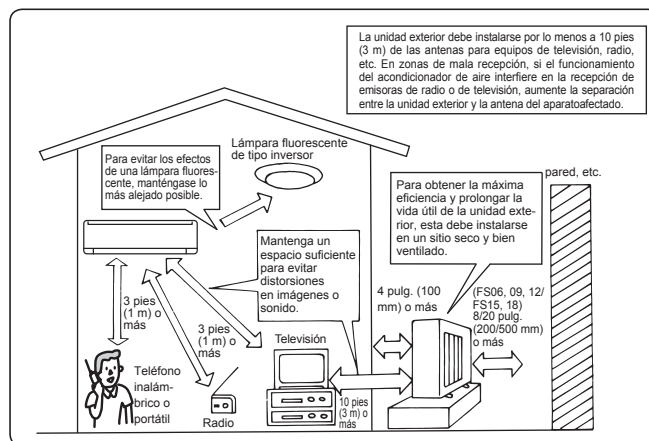 La unidad exterior debe instalarse por lo menos a 10 pies
(3 m) de las antenas para equipos de televisión, radio,
etc. En zonas de mala recepción, si el funcionamiento
del acondicionador de aire interfiere en la recepción de
emisoras de radio o de televisión, aumente la separación
entre la unidad exterior y la antena del aparatoafectado.
Lámpara fluorescente
de tipo inversor
Para evitar los efectos
de una lámpara fluores-
cente, manténgase lo
más alejado posible.
pared, etc.
Para obtener la máxima
eficiencia y prolongar la
vida útil de la unidad exte-
rior, esta debe instalarse
en un sitio seco y bien
ventilado.
Mantenga un
espacio suficiente
para evitar
distorsiones
en imágenes o
sonido.
4 pulg. (100
mm) o más
(FS06, 09, 12/
FS15, 18)
8/20 pulg.
(200/500 mm)
o más
3 pies
(1 m) o
más
3 pies
(1 m) o
más
Televisión
Teléfono
inalám-
brico o
portátil
Radio
10 pies
(3 m) o
más